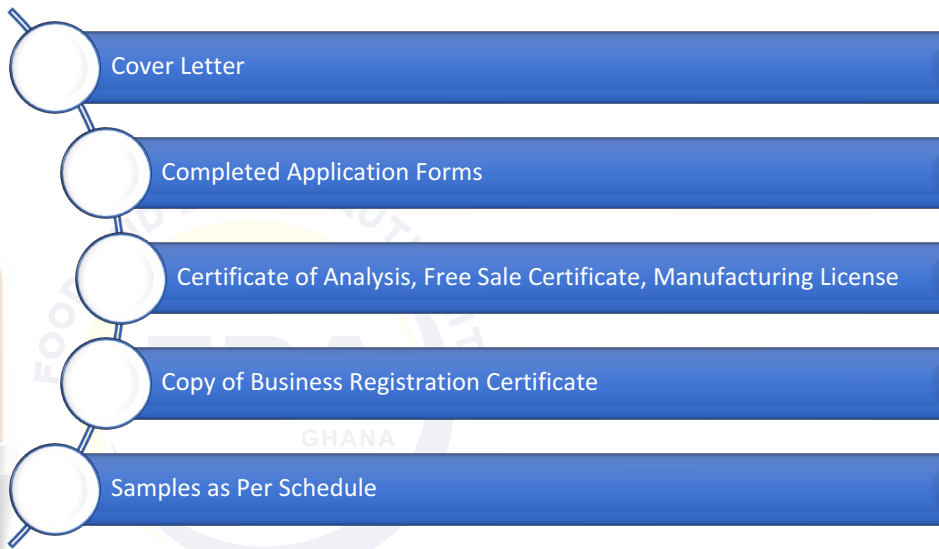 Cover Letter
Completed Application Forms
Certificate of Analysis, Free Sale Certificate, Manufacturing License
Copy of Business Registration Certificate
Samples as Per Schedule
FDA
GHANA